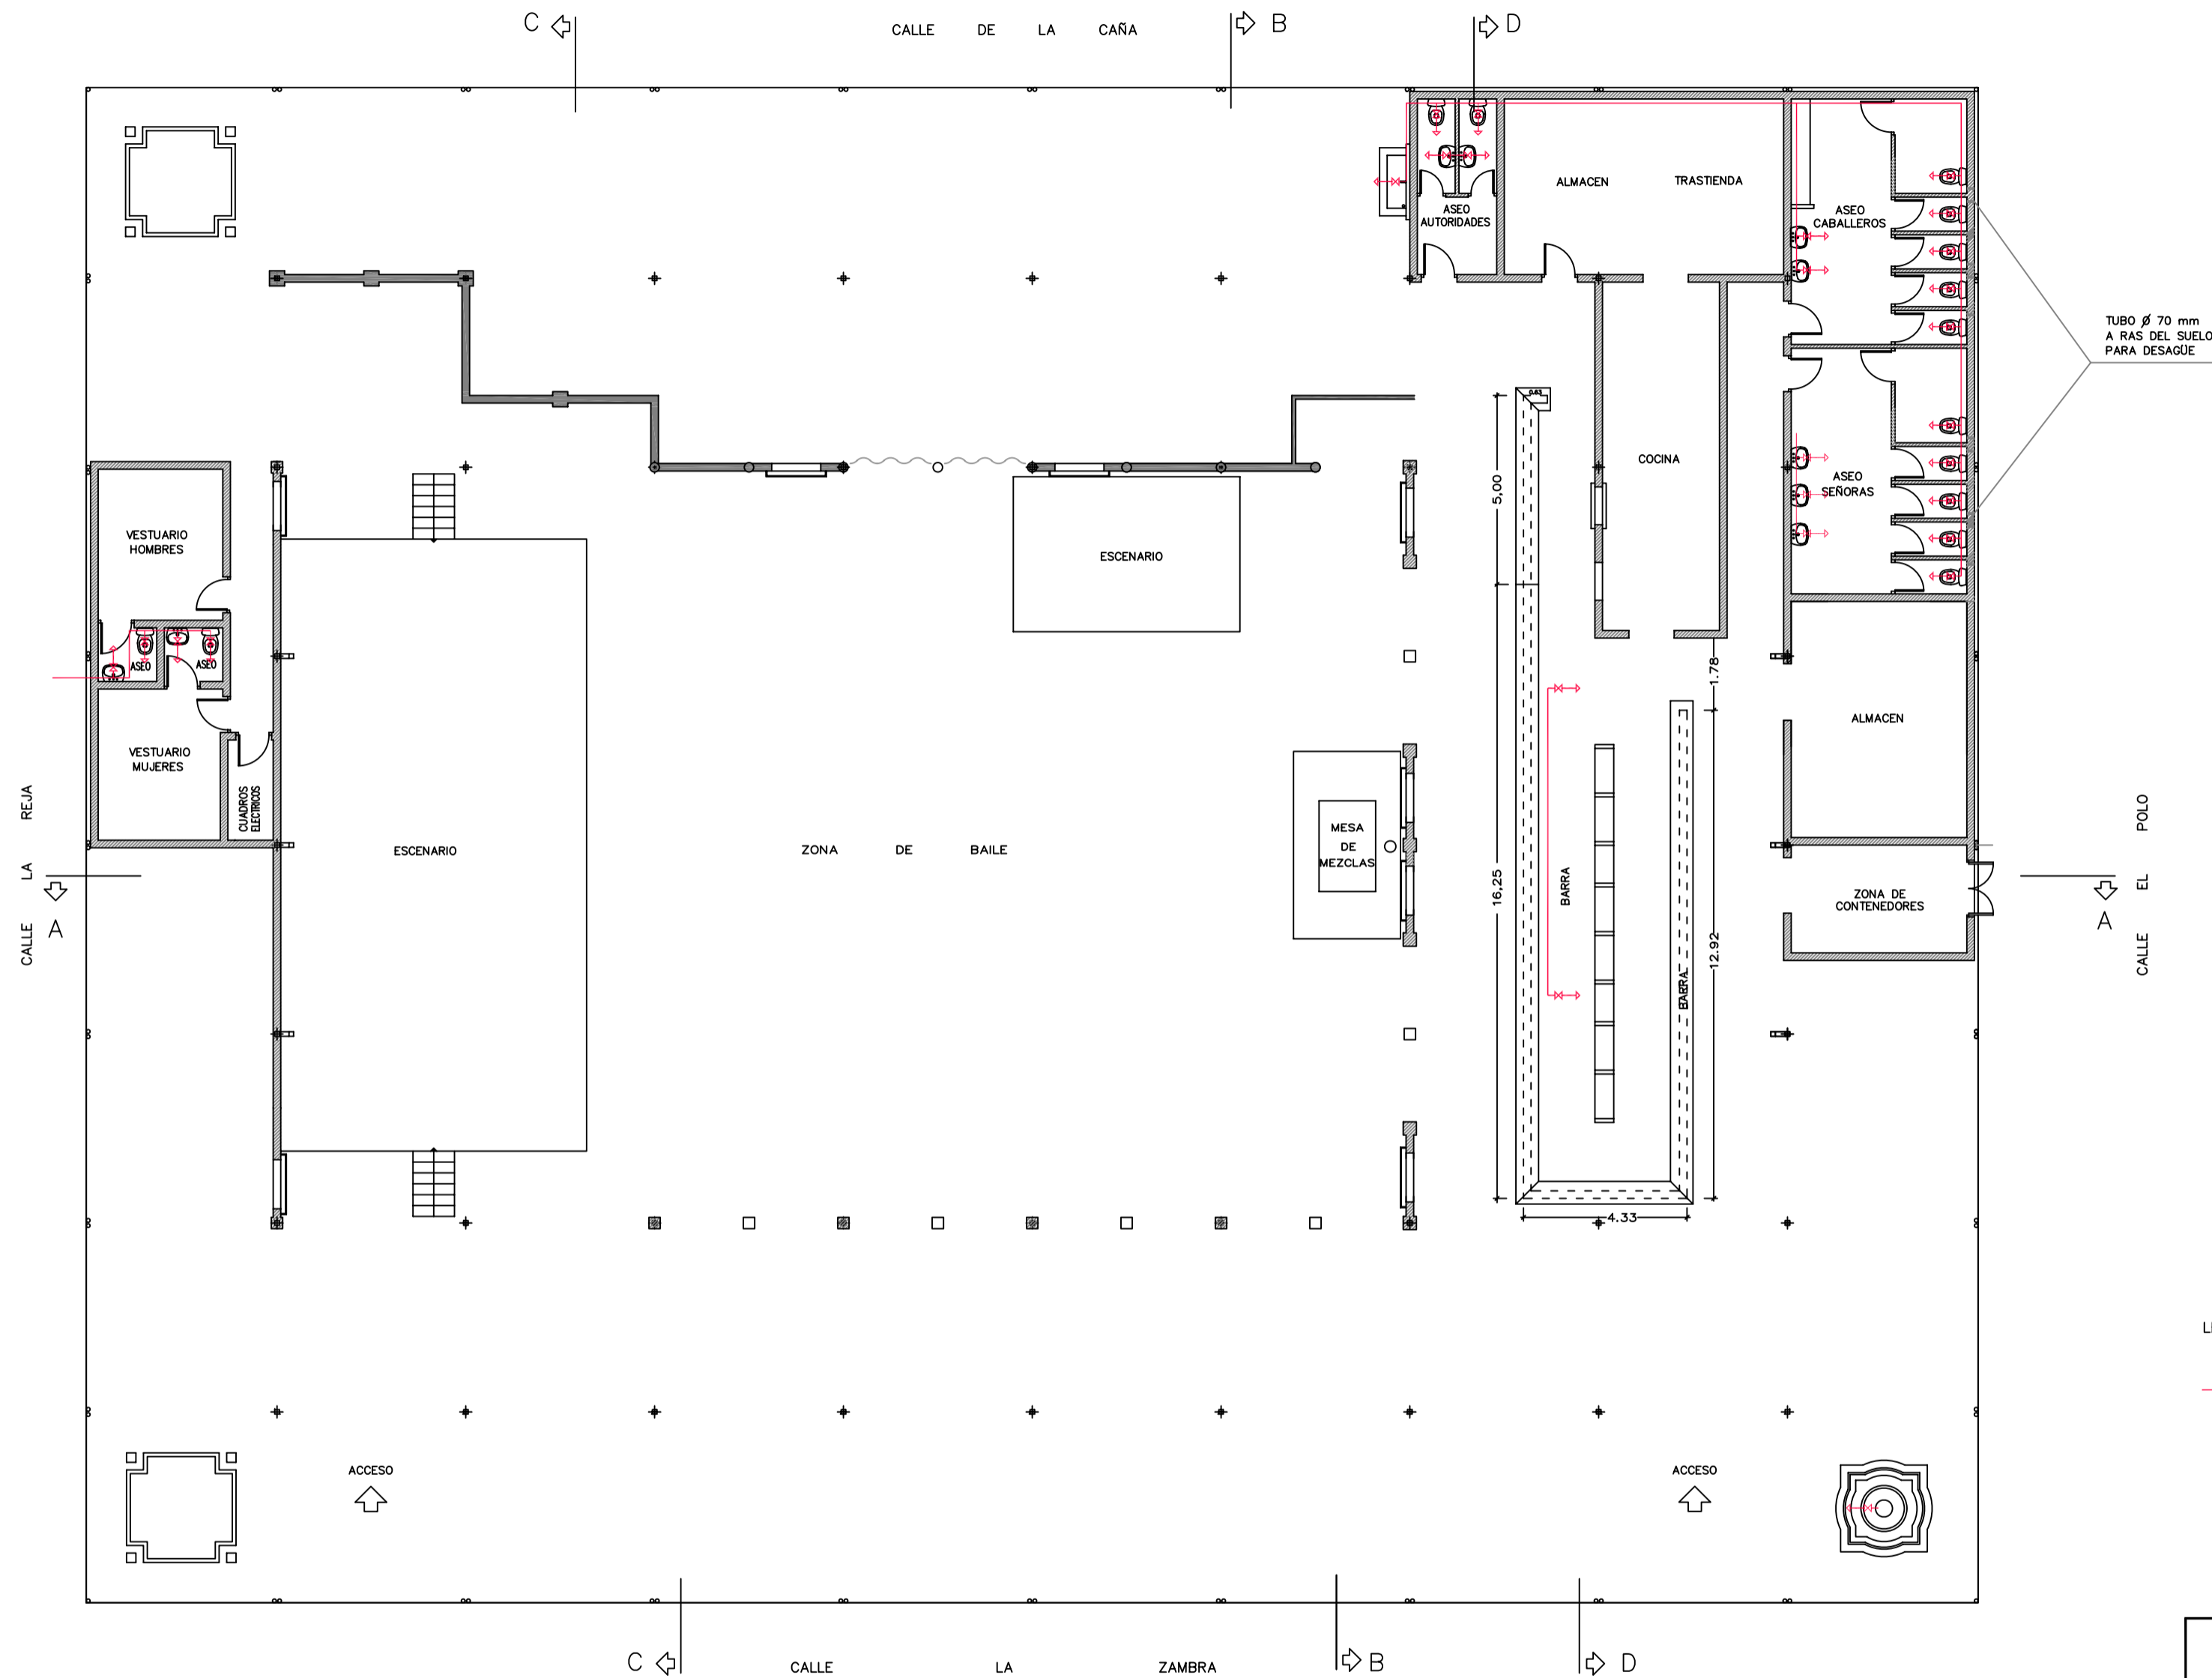 C
CALLE DE LA CAÑA
B
D
ALMACEN
TRASTIENDA
ASEO
AUTORIDADES
ASEO
CABALLEROS
TUBO Ø 70 mm
A RAS DEL SUELO
PARA DESAGÜE
0.63
5,00
COCINA
ASEO
SEÑORAS
VESTUARIO
HOMBRES
ESCENARIO
ASEO
ASEO
1.78
ALMACEN
VESTUARIO
MUJERES
CUADROS
ELECTRICOS
CALLE LA REJA
A
ESCENARIO
ZONA DE BAILE
MESA
DE
MEZCLAS
16,25
BARRA
BARRA
12.92
ZONA DE
CONTENEDORES
A
CALLE EL POLO
4.33
ACCESO
ACCESO
C
CALLE LA ZAMBRA
B
D